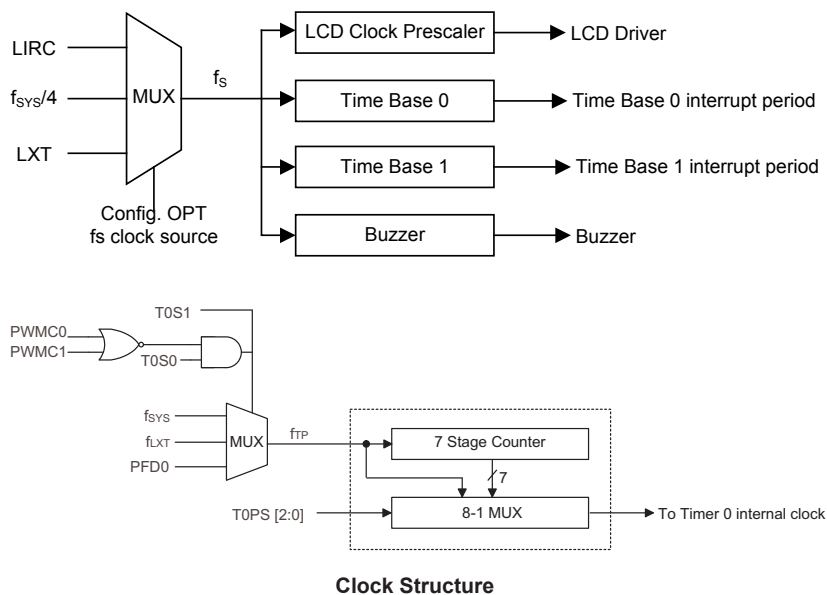 LCD Clock Prescaler
LCD Driver
LIRC
fSYS/4
MUX
fS
Time Base 0
Time Base 0 interrupt period
LXT
Time Base 1
Time Base 1 interrupt period
Config. OPT
fs clock source
Buzzer
Buzzer
T0S1
PWMC0
PWMC1
T0S0
fSYS
fLXT
MUX
fTP
PFD0
7 Stage Counter
7
T0PS [2:0]
8-1 MUX
To Timer 0 internal clock
Clock Structure